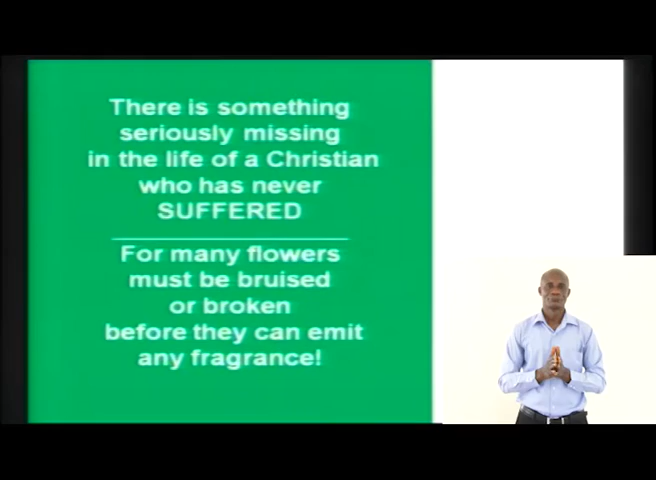 There is something
seriously missing
in the life of a Christian
who has never
SUFFERED
For many flowers
must be bruised
or broken
before they can emit
any fragrance!